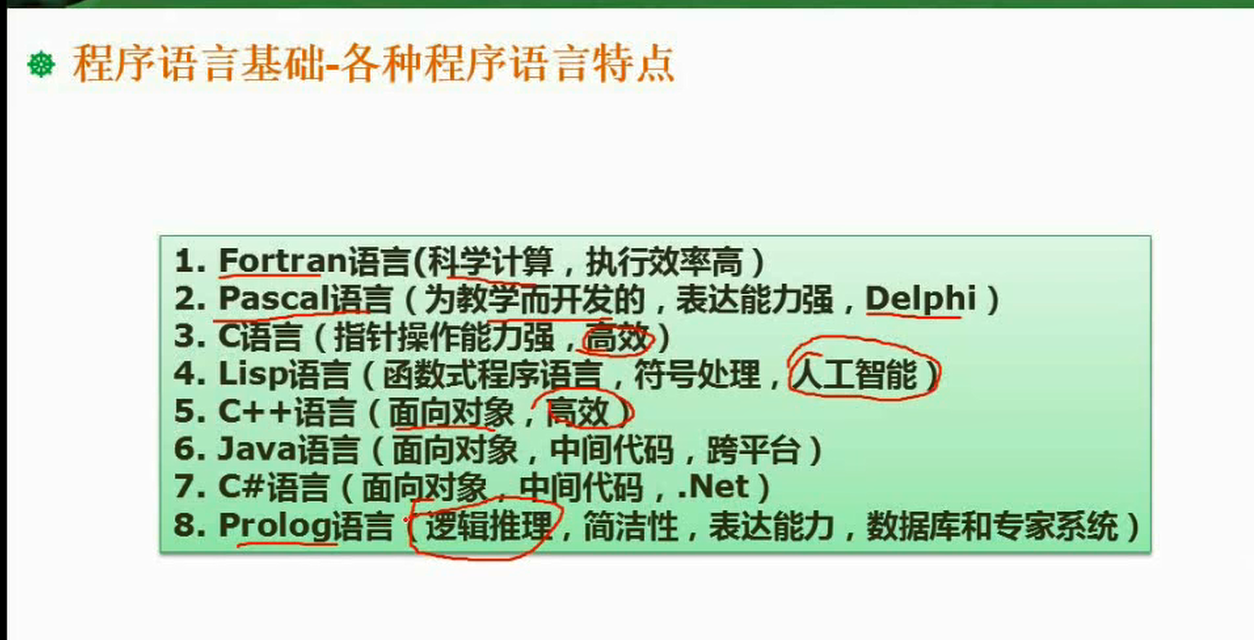 程序语言基础-各种程序语言特点
1. Fortran语言(科学计算，执行效率高）
2. Pascal语言（为教学而开发的，表达能力强，Delphi）
3. C语言（指针操作能力强，高效）
4. Lisp语言（函数式程序语言，符号处理，人工智能）
5. C++语言（面向对象，高效）
6. Java语言（面向对象，中间代码，跨平台）
7. C#语言（面向对象，中间代码，.Net）
8. Prolog语言（逻辑推理，简洁性，表达能力，数据库和专家系统）